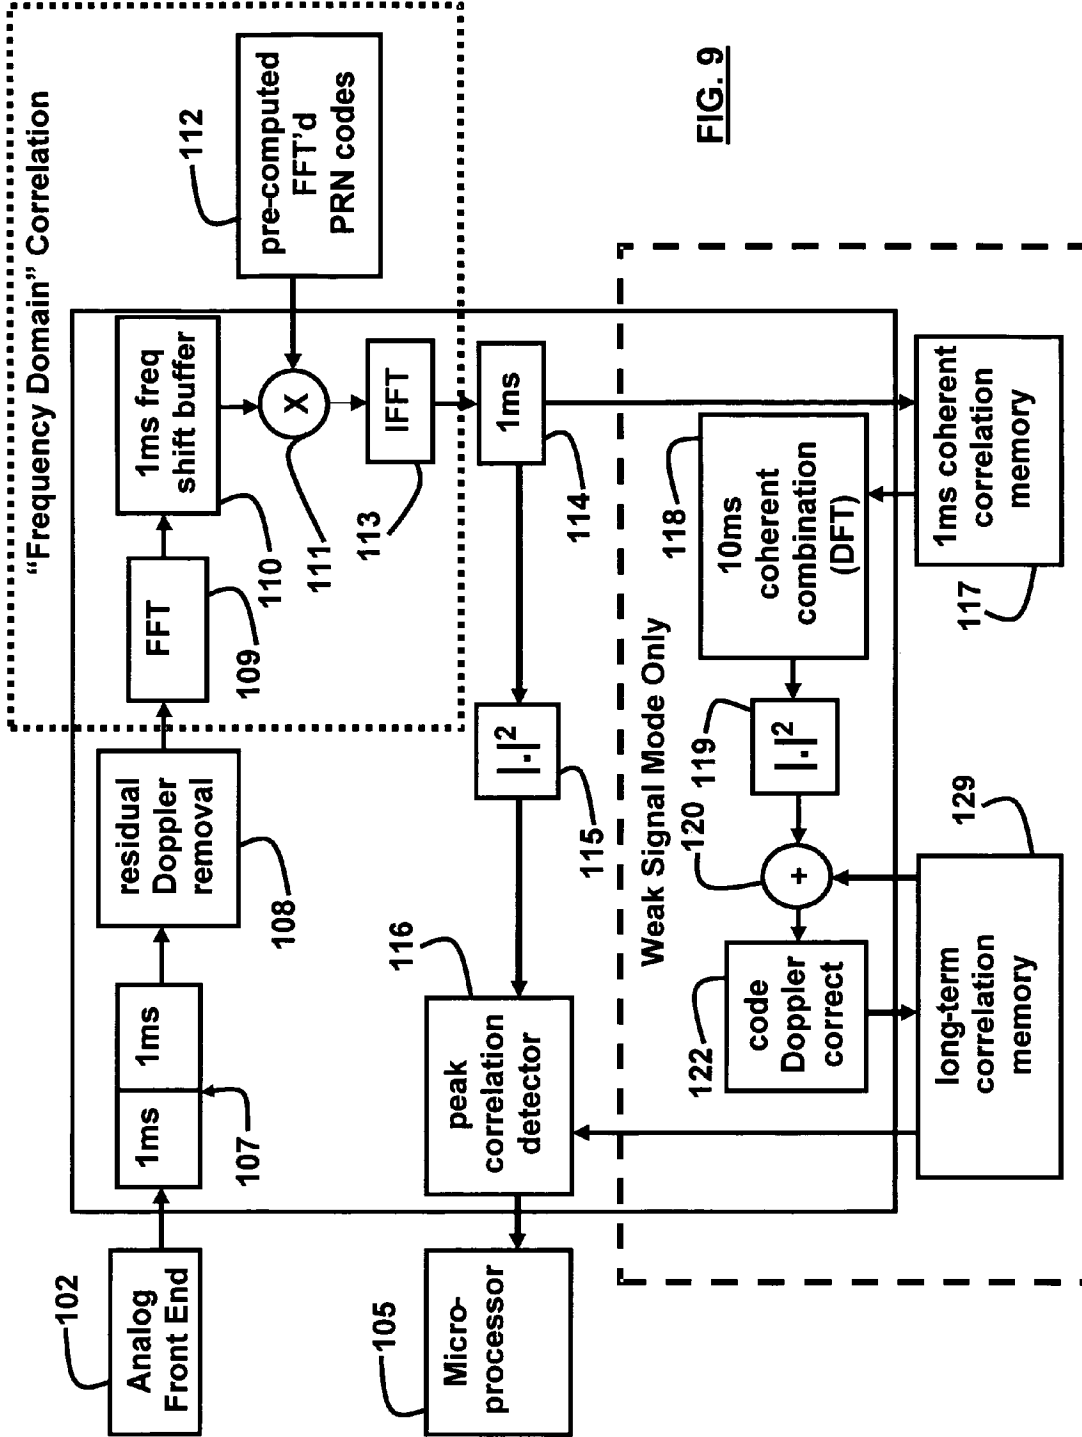 "Frequency Domain" Correlation
102
Analog
Front End
1ms
1ms
107
residual
Doppler
removal
108
FFT
109
1ms freq
shift buffer
110
X
111
112
pre-computed
FFT'd
PRN codes
IFFT
113
1ms
114
|.|2
115
116
peak
correlation
detector
105
Micro-
processor
Weak Signal Mode Only
118
10ms
coherent
combination
(DFT)
119
|.|2
120
+
122
code
Doppler
correct
129
long-term
correlation
memory
1ms coherent
correlation
memory
117
FIG. 9